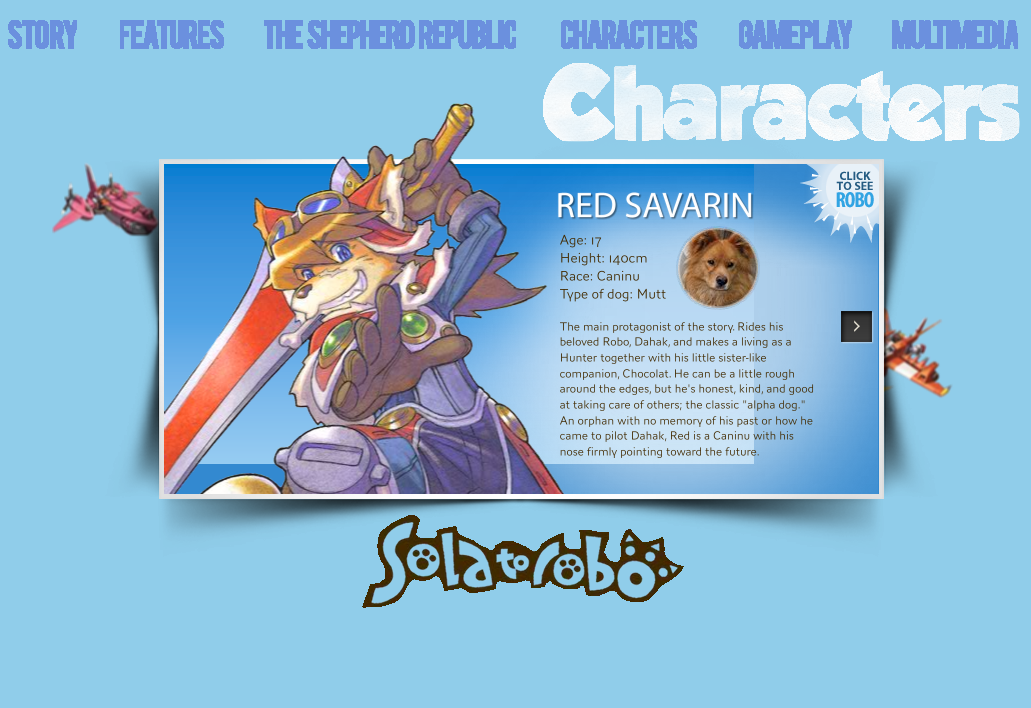 STORY FEATURES THE SHEPHERD REPUBLIC CHARACTERS GAMEPLAY MULTIMEDIA
Characters
CLICK
TO SEE
ROBO
RED SAVARIN
Age: 17
Height: 140cm
Race: Caninu
Type of dog: Mutt
The main protagonist of the story. Rides his
beloved Robo, Dahak, and makes a living as a
Hunter together with his little sister-like
companion, Chocolat. He can be a little rough
around the edges, but he's honest, kind, and good
at taking care of others; the classic "alpha dog."
An orphan with no memory of his past or how he
came to pilot Dahak, Red is a Caninu with his
nose firmly pointing toward the future.
Solatorobo